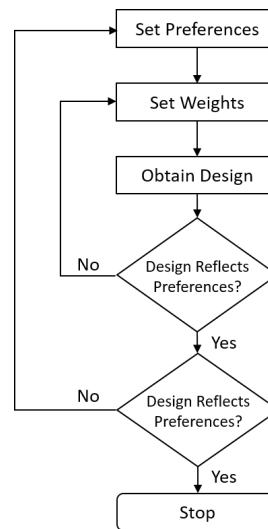 Set Preferences
Set Weights
Obtain Design
No
Design Reflects
Preferences?
Yes
No
Design Reflects
Preferences?
Yes
Stop